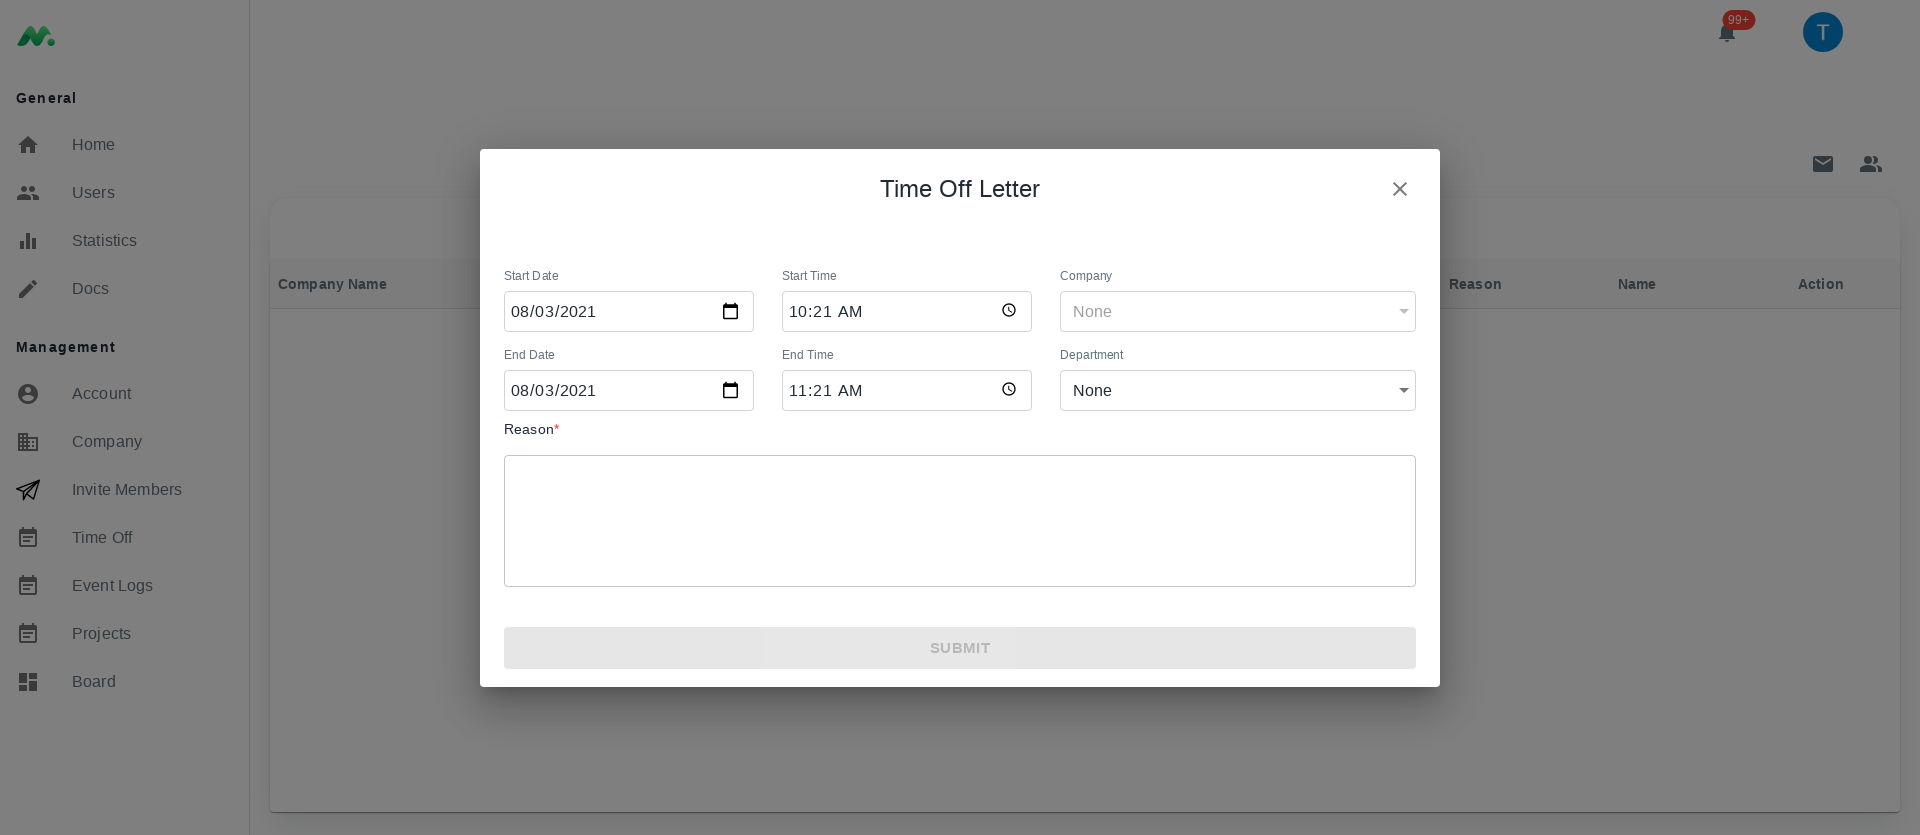 99+
T
General
Home
Users
Statistics
Docs
Management
Account
Company
Invite Members
Time Off
Event Logs
Projects
Board
Company Name
Reason
Name
Action
Time Off Letter
Start Date
Start Time
Company
08/03/2021
10:21 AM
None
End Date
End Time
Department
08/03/2021
11:21 AM
None
Reason*
SUBMIT